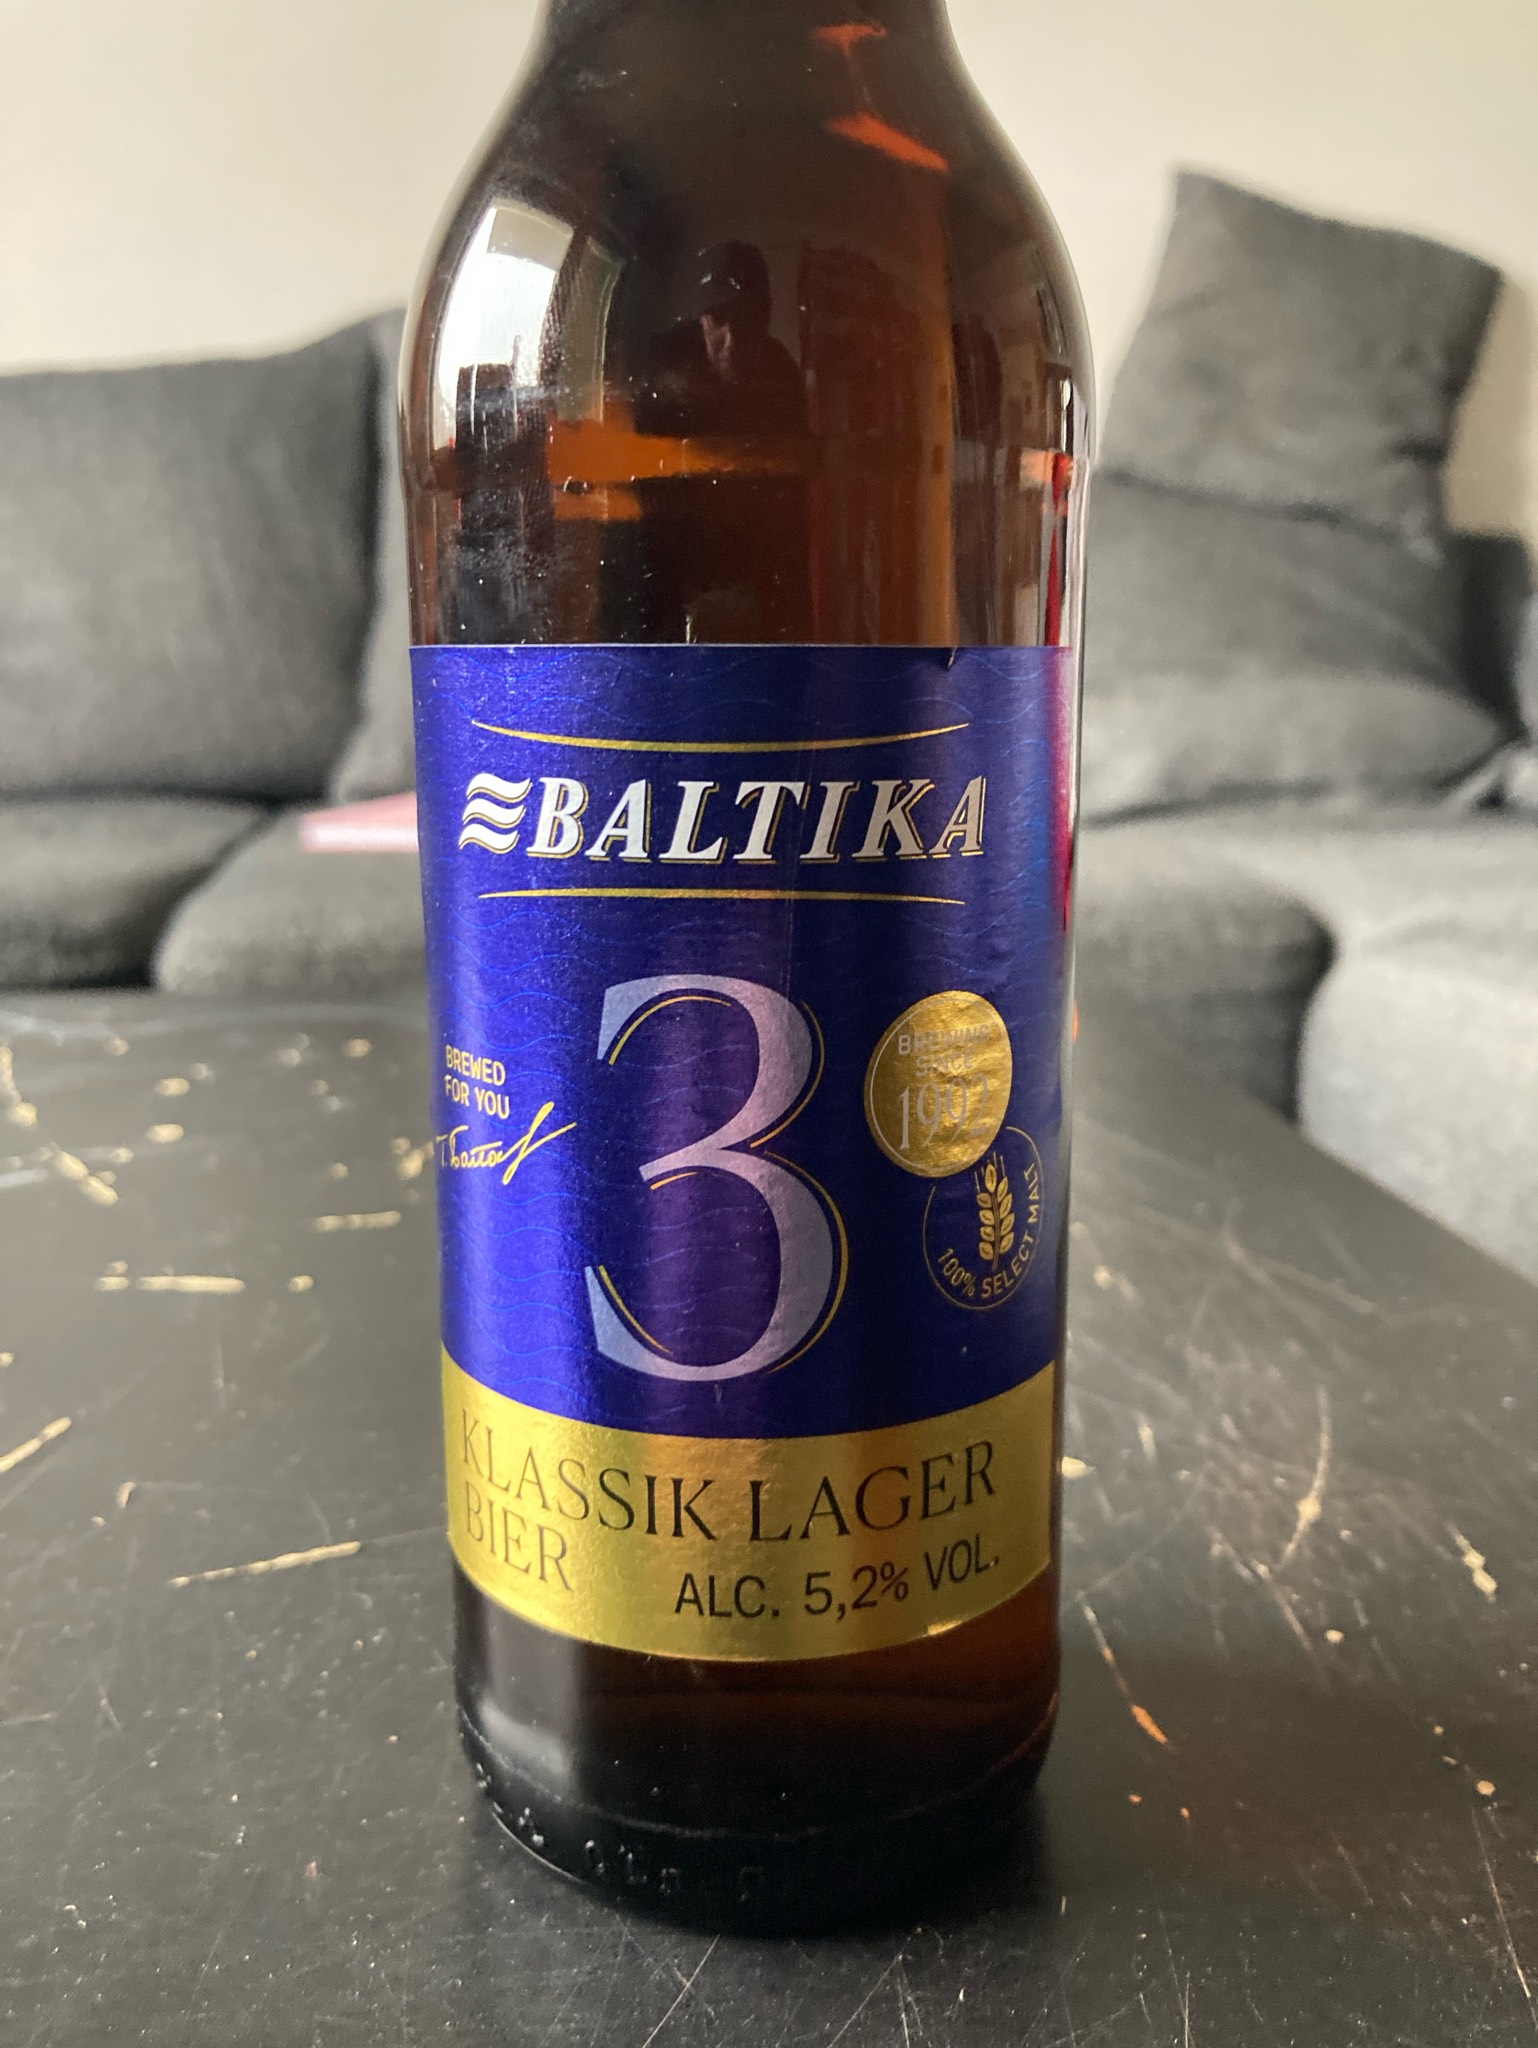 BALTIKA
3
BREWED
FOR YOU
BREWING
SINCE
1992
100% SELECT MALT
KLASSIK LAGER
BIER
ALC. 5,2% VOL.